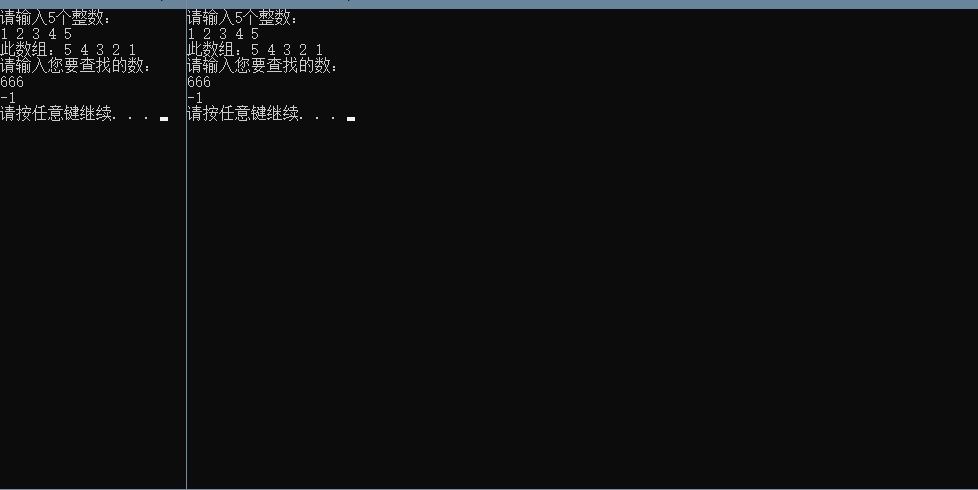 请输入5个整数：
1 2 3 4 5
此数组：5 4 3 2 1
请输入您要查找的数：
666
-1
请按任意键继续. . .
请输入5个整数：
1 2 3 4 5
此数组：5 4 3 2 1
请输入您要查找的数：
666
-1
请按任意键继续. . .